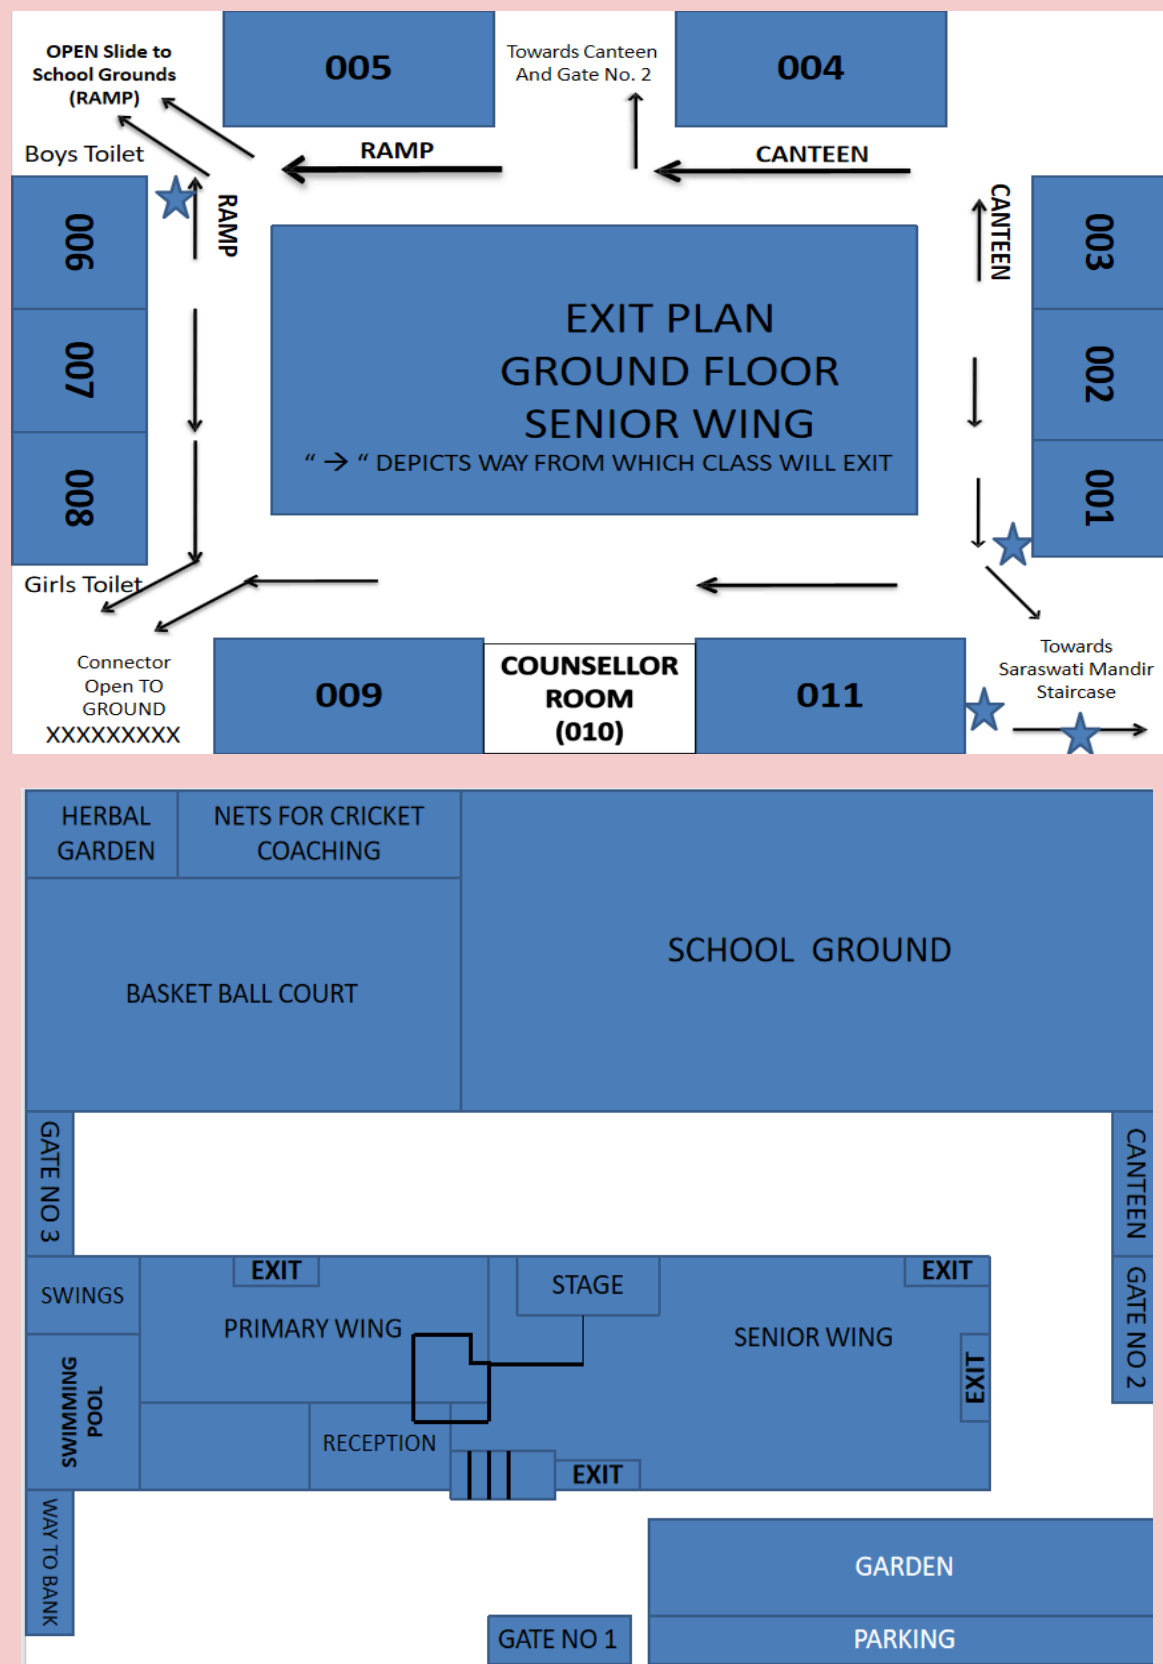 OPEN Slide to
School Grounds
(RAMP)
005
Towards Canteen
And Gate No. 2
004
Boys Toilet
RAMP
CANTEEN
006
RAMP
CANTEEN
003
EXIT PLAN
GROUND FLOOR
SENIOR WING
“ → “ DEPICTS WAY FROM WHICH CLASS WILL EXIT
007
002
008
001
Girls Toilet
Connector
Open TO
GROUND
XXXXXXXXX
009
COUNSELLOR
ROOM
(010)
011
Towards
Saraswati Mandir
Staircase
HERBAL
GARDEN
NETS FOR CRICKET
COACHING
SCHOOL GROUND
BASKET BALL COURT
GATE NO 3
CANTEEN
SWINGS
EXIT
STAGE
EXIT
PRIMARY WING
SENIOR WING
EXIT
GATE NO 2
SWIMMING
POOL
RECEPTION
EXIT
WAY TO BANK
GARDEN
GATE NO 1
PARKING